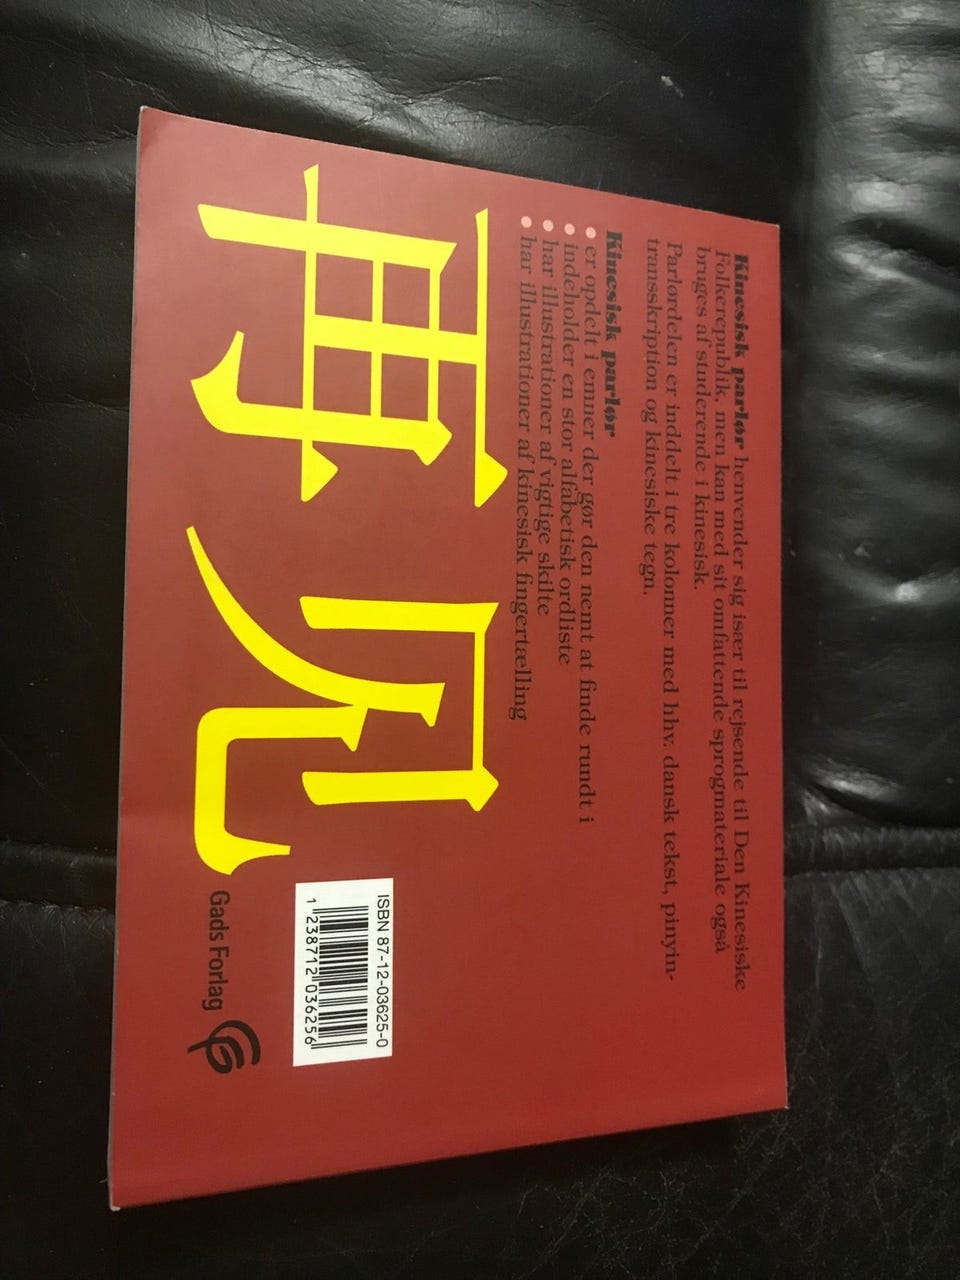 Kinesisk parlør henvender sig især til rejsende til Den Kinesiske
Folkerepublik, men kan med sit omfattende sprogmateriale også
bruges af studerende i kinesisk.
Parlørdelen er inddelt i tre kolonner med hhv. dansk tekst, pinyin-
transskription og kinesiske tegn.
Kinesisk parlør
• er opdelt i emner der gør den nemt at finde rundt i
• indeholder en stor alfabetisk ordliste
• har illustrationer af vigtige skilte
• har illustrationer af kinesisk fingertælling
再见
ISBN 87-12-03625-0
1 238712 036256
Gads Forlag